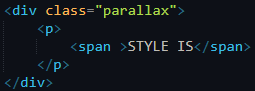 <div class="parallax">
<p>
<span >STYLE IS</span>
</p>
</div>